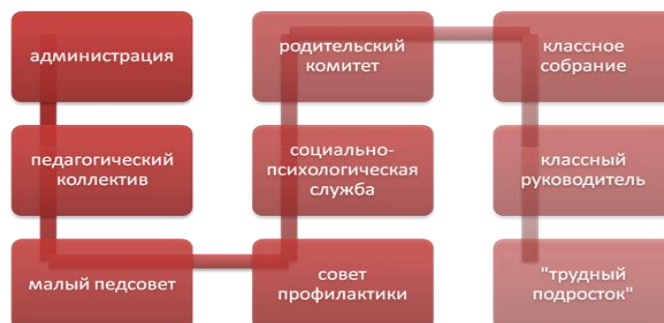 администрация
педагогический
коллектив
малый педсовет
совет
профилактики
социально-
психологическая
служба
родительский
комитет
классное
собрание
классный
руководитель
"трудный
подросток"